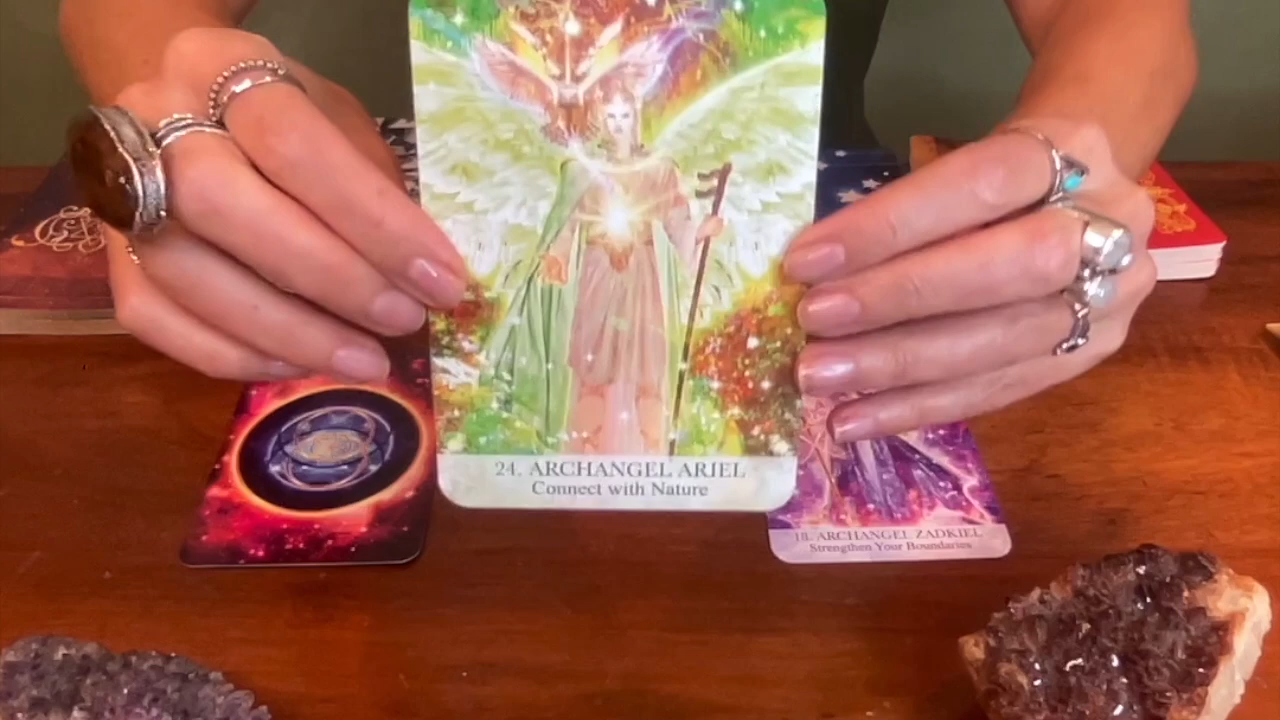 24. ARCHANGEL ARIEL
Connect with Nature
18. ARCHANGEL ZADKIEL
Strengthen Your Boundaries